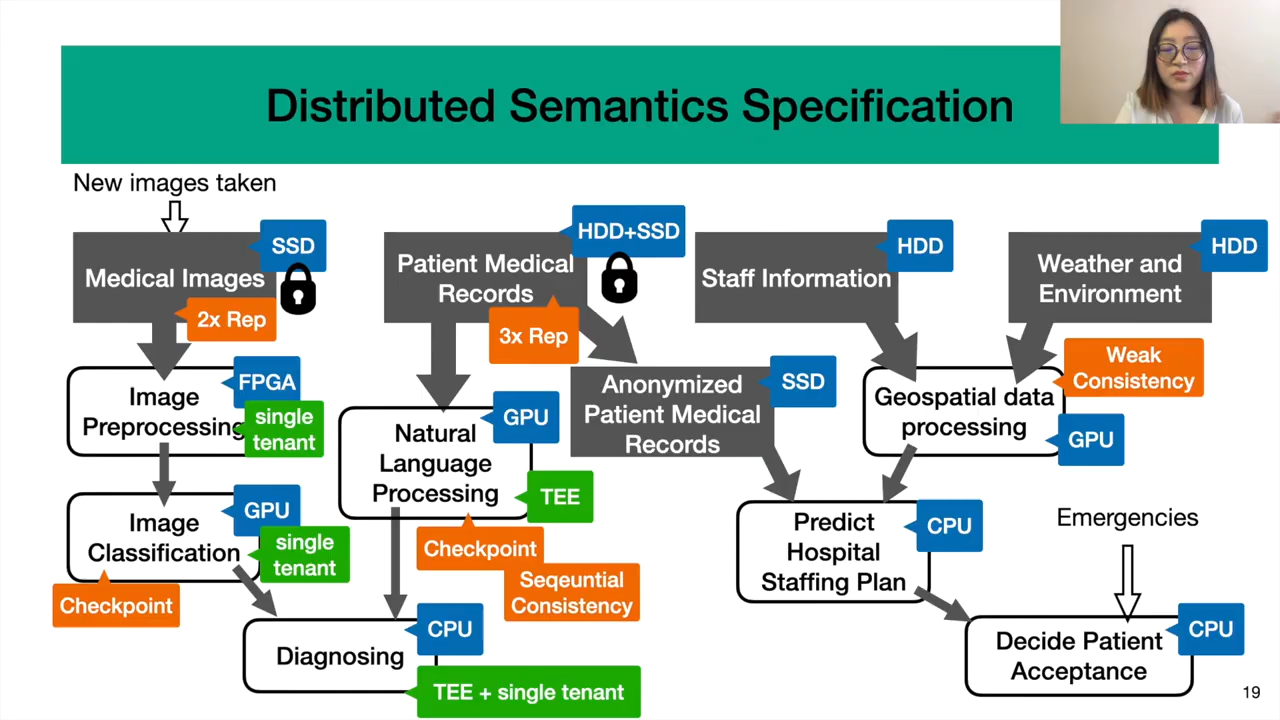 Distributed Semantics Specification
New images taken
SSD
Medical Images
2x Rep
HDD+SSD
Patient Medical
Records
3x Rep
HDD
Staff Information
HDD
Weather and
Environment
FPGA
Image
Preprocessing
single
tenant
GPU
Natural
Language
Processing
TEE
SSD
Anonymized
Patient Medical
Records
Weak
Consistency
Geospatial data
processing
GPU
GPU
Image
Classification
single
tenant
Checkpoint
Checkpoint
Seqeuntial
Consistency
CPU
Predict
Hospital
Staffing Plan
Emergencies
CPU
Diagnosing
TEE + single tenant
CPU
Decide Patient
Acceptance
19